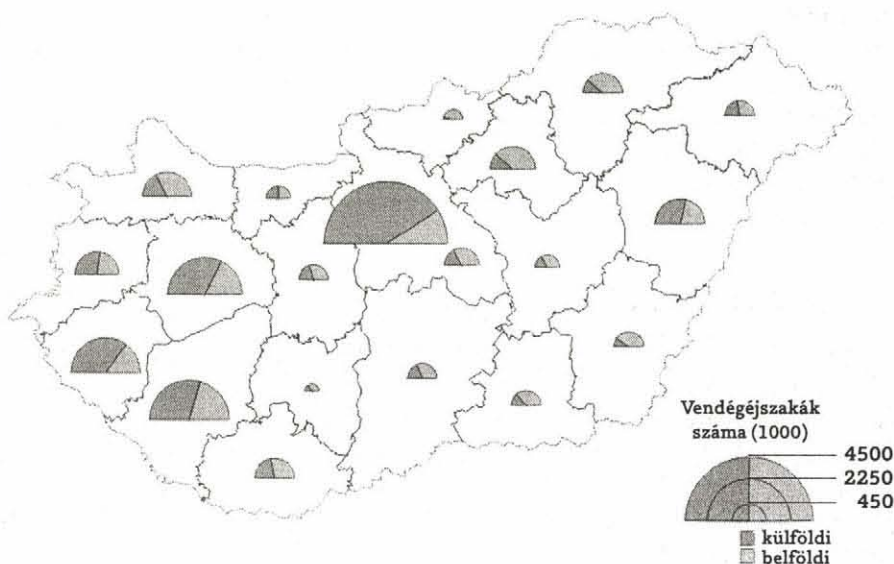 Vendégéjszakák
száma (1000)
4500
2250
450
külföldi
belföldi